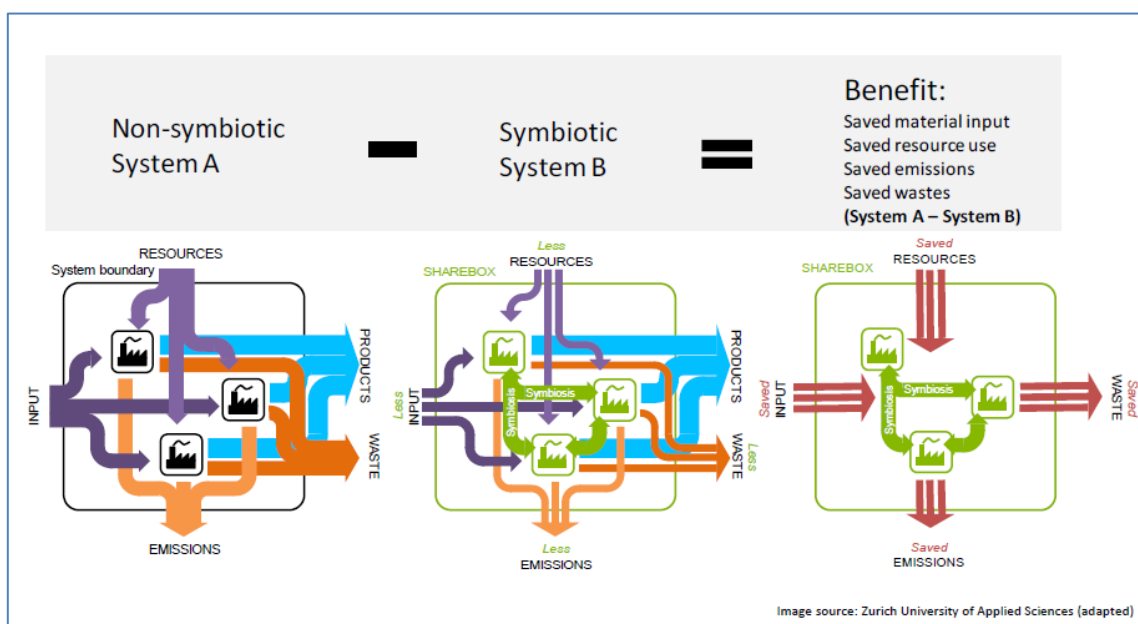 Non-symbiotic
System A
Symbiotic
System B
Benefit:
Saved material input
Saved resource use
Saved emissions
Saved wastes
(System A – System B)
RESOURCES
System boundary
INPUT
PRODUCTS
WASTE
EMISSIONS
Less
RESOURCES
SHAREBOX
Less
INPUT
Symbiosis
Symbiosis
PRODUCTS
WASTE
Less
Less
EMISSIONS
Saved
RESOURCES
SHAREBOX
Saved
INPUT
Symbiosis
Symbiosis
WASTE
Saved
Saved
EMISSIONS
Image source: Zurich University of Applied Sciences (adapted)